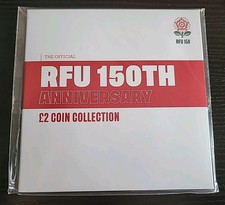 RFU 150
THE OFFICIAL
RFU 150TH
ANNIVERSARY
£2 COIN COLLECTION